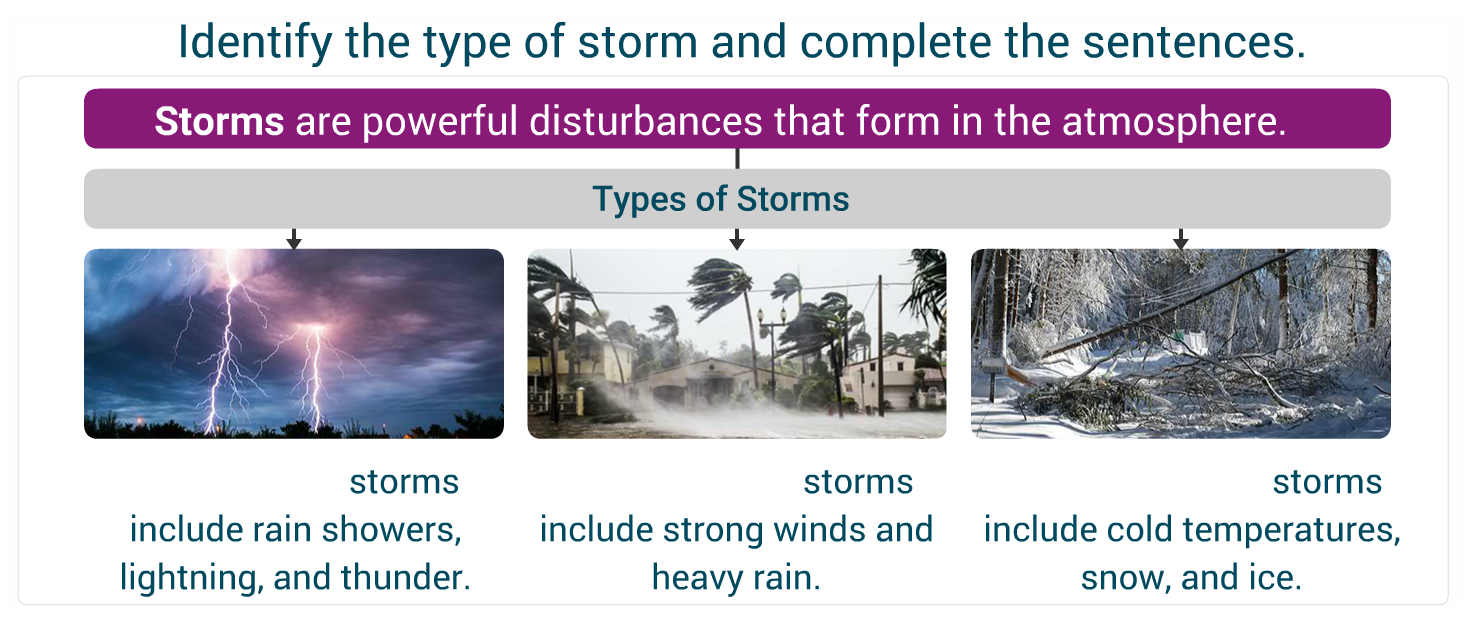 Identify the type of storm and complete the sentences.
Storms are powerful disturbances that form in the atmosphere.
Types of Storms
storms
include rain showers,
lightning, and thunder.
storms
include strong winds and
heavy rain.
storms
include cold temperatures,
snow, and ice.